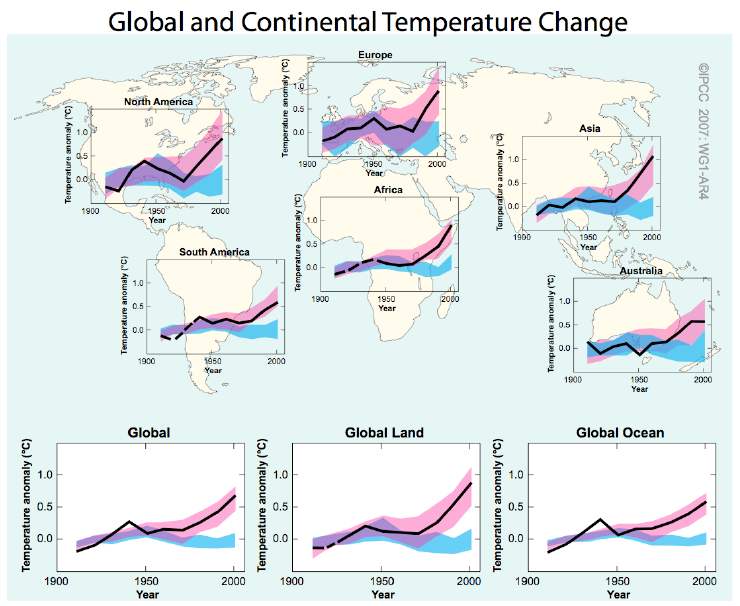 Global and Continental Temperature Change
©IPCC 2007: WG1-AR4
Europe
Temperature anomaly (°C)
1.0
0.5
0.0
1900
1950
2000
Year
North America
Temperature anomaly (°C)
1.0
0.5
0.0
1900
1950
2000
Year
Asia
Temperature anomaly (°C)
1.0
0.5
0.0
1900
1950
2000
Year
Africa
Temperature anomaly (°C)
1.0
0.5
0.0
1900
1950
2000
Year
South America
Temperature anomaly (°C)
1.0
0.5
0.0
1900
1950
2000
Year
Australia
Temperature anomaly (°C)
1.0
0.5
0.0
1900
1950
2000
Year
Global
Temperature anomaly (°C)
1.0
0.5
0.0
1900
1950
2000
Year
Global Land
Temperature anomaly (°C)
1.0
0.5
0.0
1900
1950
2000
Year
Global Ocean
Temperature anomaly (°C)
1.0
0.5
0.0
1900
1950
2000
Year